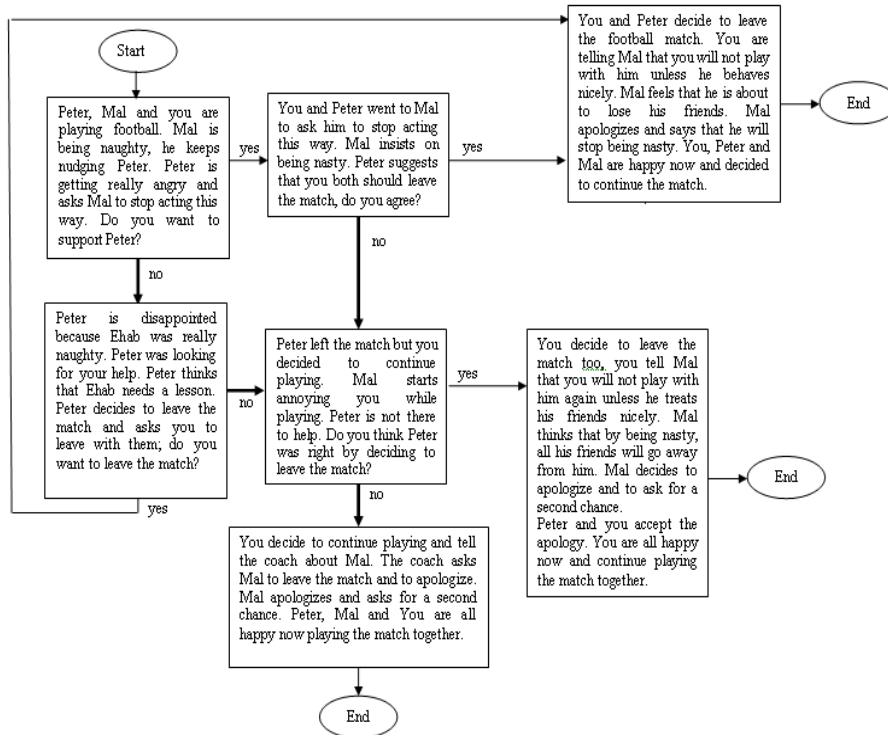 Start
Peter, Mal and you are
playing football. Mal is
being naughty, he keeps
nudging Peter. Peter is
getting really angry and
asks Mal to stop acting this
way. Do you want to
support Peter?
yes
You and Peter went to Mal
to ask him to stop acting
this way. Mal insists on
being nasty. Peter suggests
that you both should leave
the match, do you agree?
yes
You and Peter decide to leave
the football match. You are
telling Mal that you will not play
with him unless he behaves
nicely. Mal feels that he is about
to lose his friends. Mal
apologizes and says that he will
stop being nasty. You, Peter and
Mal are happy now and decided
to continue the match.
End
no
no
Peter is disappointed
because Ehab was really
naughty. Peter was looking
for your help. Peter thinks
that Ehab needs a lesson.
Peter decides to leave the
match and asks you to
leave with them; do you
want to leave the match?
no
yes
Peter left the match but you
decided to continue
playing. Mal starts
annoying you while
playing. Peter is not there
to help. Do you think Peter
was right by deciding to
leave the match?
yes
You decide to leave the
match too, you tell Mal
that you will not play with
him again unless he treats
his friends nicely. Mal
thinks that by being nasty,
all his friends will go away
from him. Mal decides to
apologize and to ask for a
second chance.
Peter and you accept the
apology. You are all happy
now and continue playing
the match together.
End
no
You decide to continue playing and tell
the coach about Mal. The coach asks
Mal to leave the match and to apologize.
Mal apologizes and asks for a second
chance. Peter, Mal and You are all
happy now playing the match together.
End